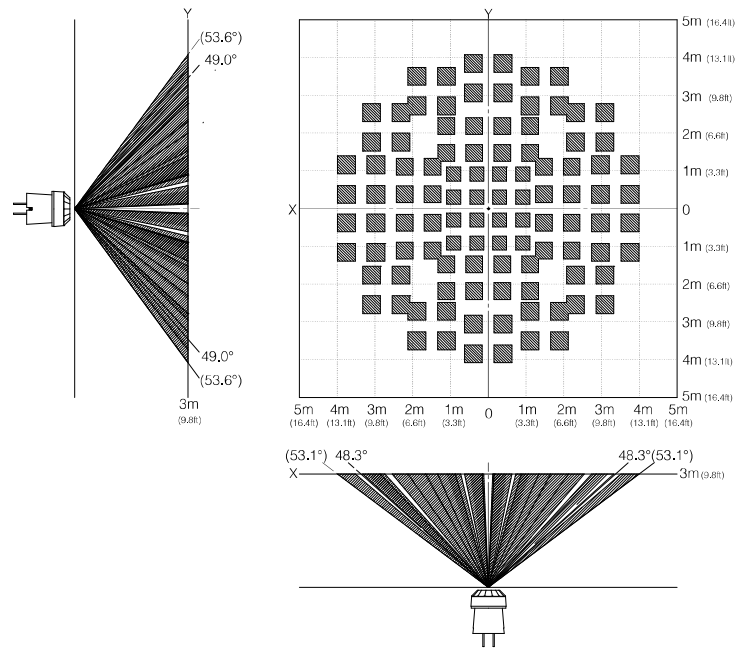 Y
(53.6°)
49.0°
49.0°
(53.6°)
3m
(9.8ft)
Y
5m (16.4ft)
4m (13.1ft)
3m (9.8ft)
2m (6.6ft)
1m (3.3ft)
X
0
1m (3.3ft)
2m (6.6ft)
3m (9.8ft)
4m (13.1ft)
5m (16.4ft)
5m 4m 3m 2m 1m 0 1m 2m 3m 4m 5m
(16.4ft) (13.1ft) (9.8ft) (6.6ft) (3.3ft) (3.3ft) (6.6ft) (9.8ft) (13.1ft) (16.4ft)
(53.1°) 48.3° 48.3° (53.1°)
X 3m (9.8ft)